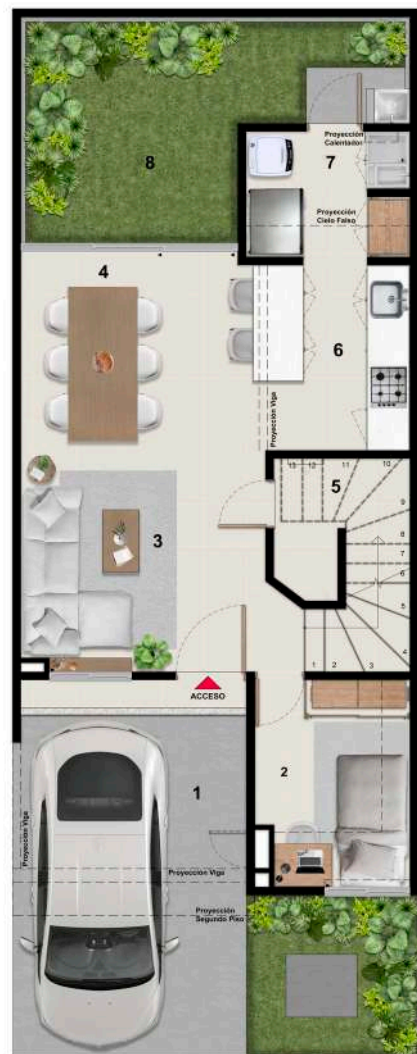 8
Proyección
Calentador
7
Proyección
Cielo Falso
4
6
Proyección Viga
13 12 11 10
5
9
8
7
6
5
4
3
1 2 3
ACCESO
2
1
Proyección Viga
Proyección Viga
Proyección
Segundo Piso